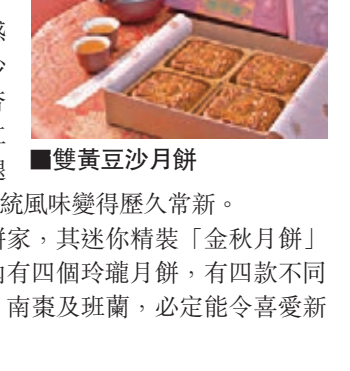 ■雙黃豆沙月餅
統風味變得歷久常新。
餅家，其迷你精裝「金秋月餅」
內有四個玲瓏月餅，有四款不同
南棗及班蘭，必定能令喜愛新